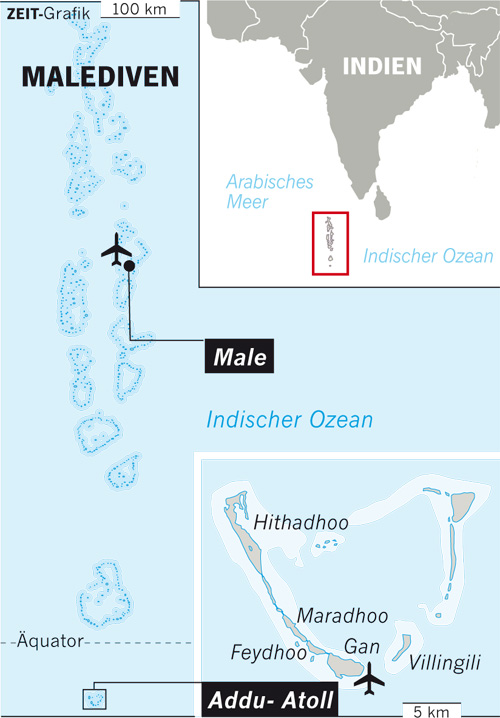 ZEIT-Grafik
100 km
MALEDIVEN
INDIEN
Arabisches
Meer
Indischer Ozean
Male
Indischer Ozean
Hithadhoo
Maradhoo
Gan
Feydhoo
Villingili
Äquator
Addu- Atoll
5 km